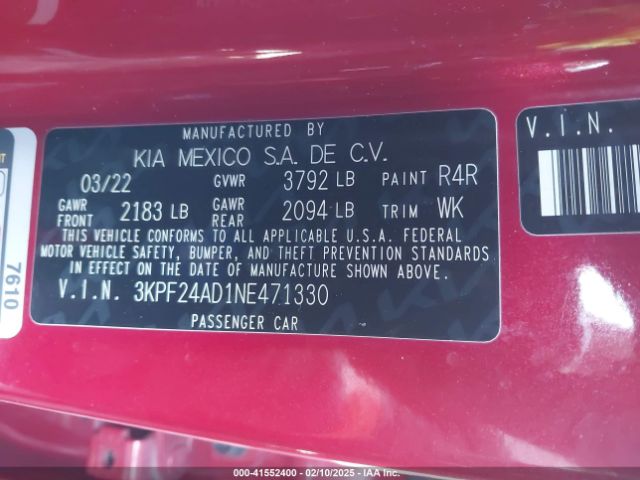 MANUFACTURED BY
KIA MEXICO S.A. DE C.V.
03/22 GVWR 3792 LB PAINT R4R
GAWR FRONT 2183 LB GAWR REAR 2094 LB TRIM WK
THIS VEHICLE CONFORMS TO ALL APPLICABLE U.S.A. FEDERAL
MOTOR VEHICLE SAFETY, BUMPER, AND THEFT PREVENTION STANDARDS
IN EFFECT ON THE DATE OF MANUFACTURE SHOWN ABOVE.
V.I.N. 3KPF24AD1NE471330
PASSENGER CAR
V.I.N.
7610
000-41552400 - 02/10/2025 - IAA Inc.